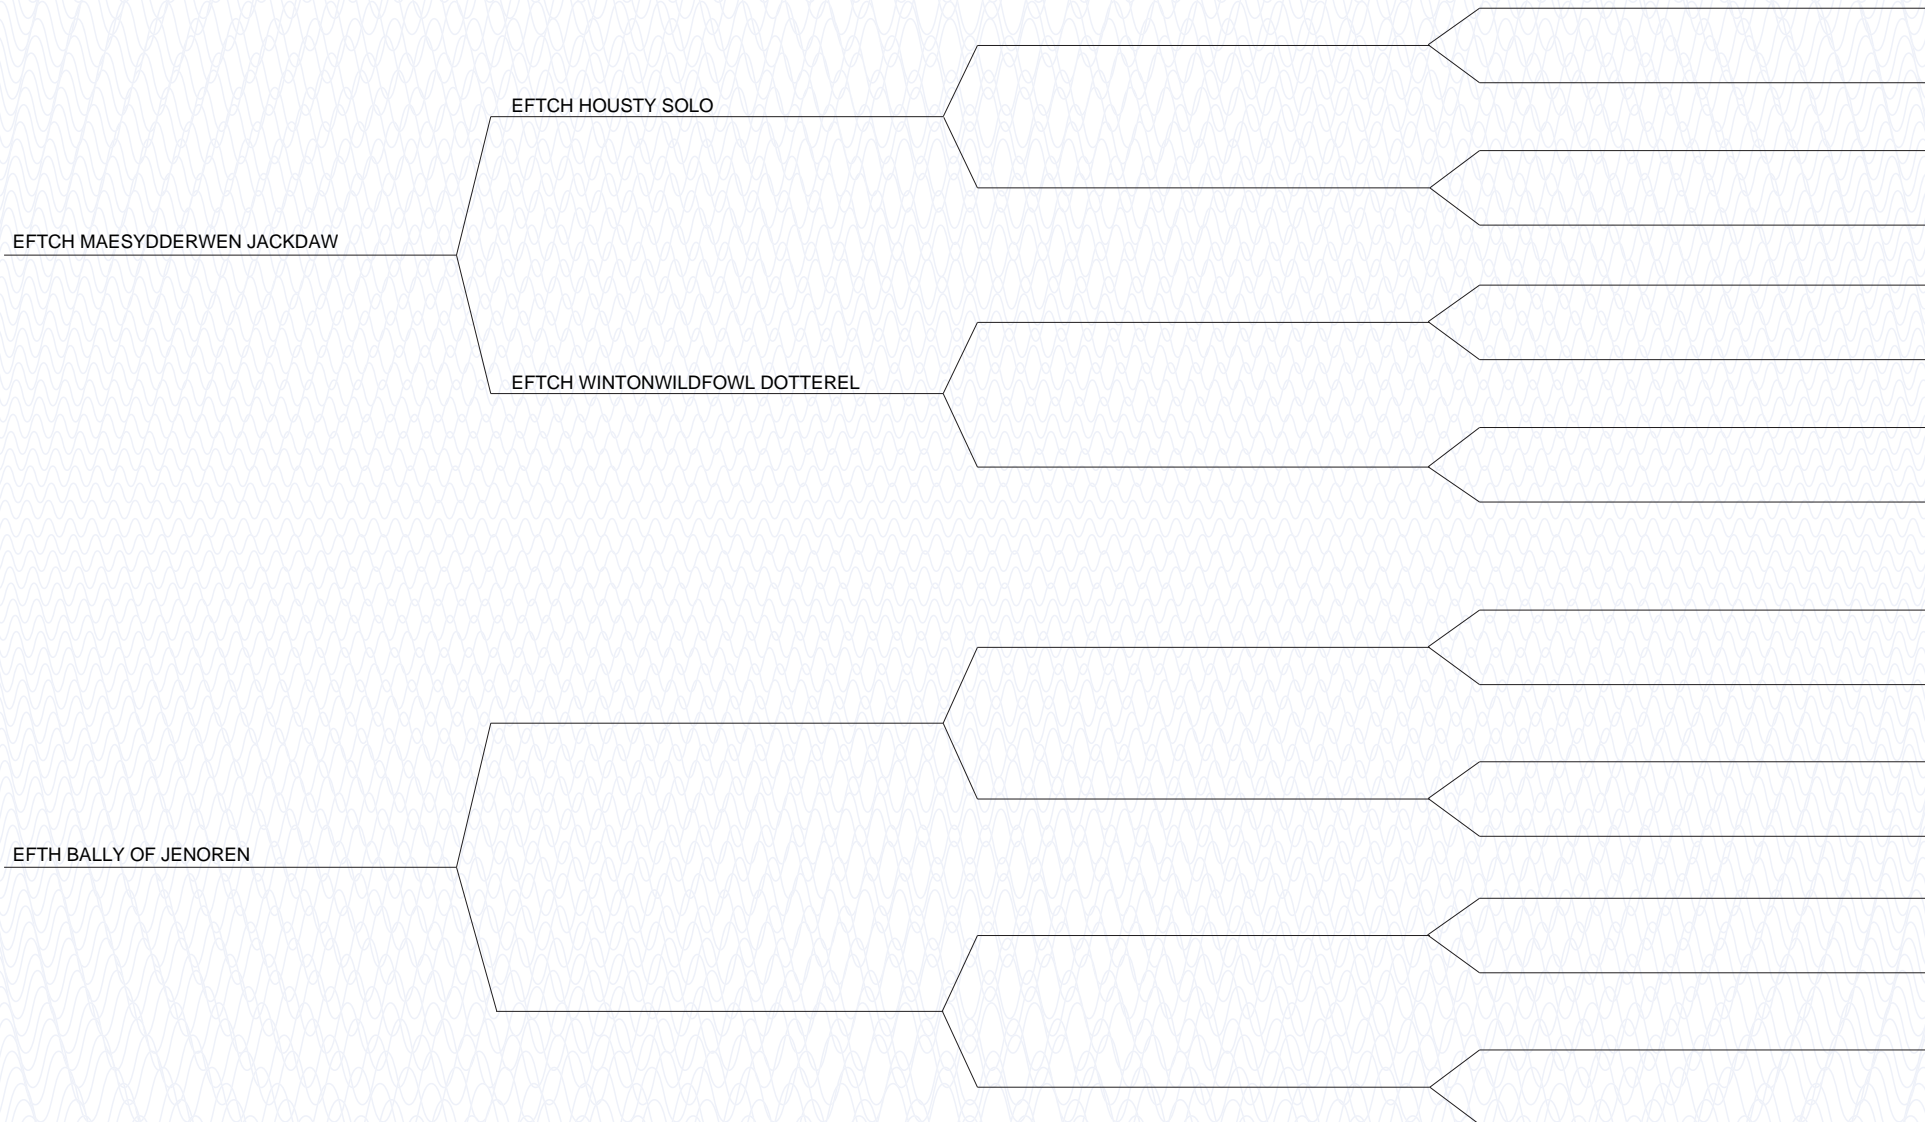 EFTCH HOUSTY SOLO
EFTCH MAESYDDERWEN JACKDAW
EFTCH WINTONWILDFOWL DOTTEREL
EFTH BALLY OF JENOREN